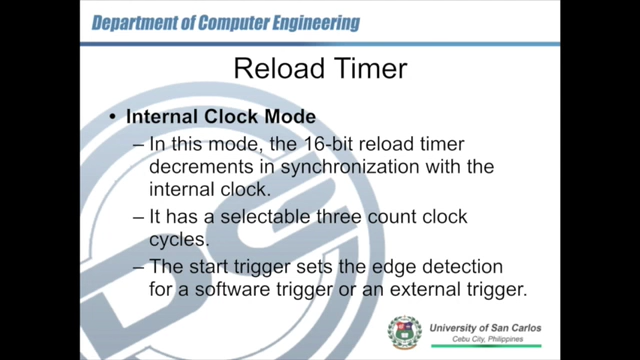 Department of Computer Engineering
Reload Timer
• Internal Clock Mode
– In this mode, the 16-bit reload timer
decrements in synchronization with the
internal clock.
– It has a selectable three count clock
cycles.
– The start trigger sets the edge detection
for a software trigger or an external trigger.
University of San Carlos
Cebu City, Philippines